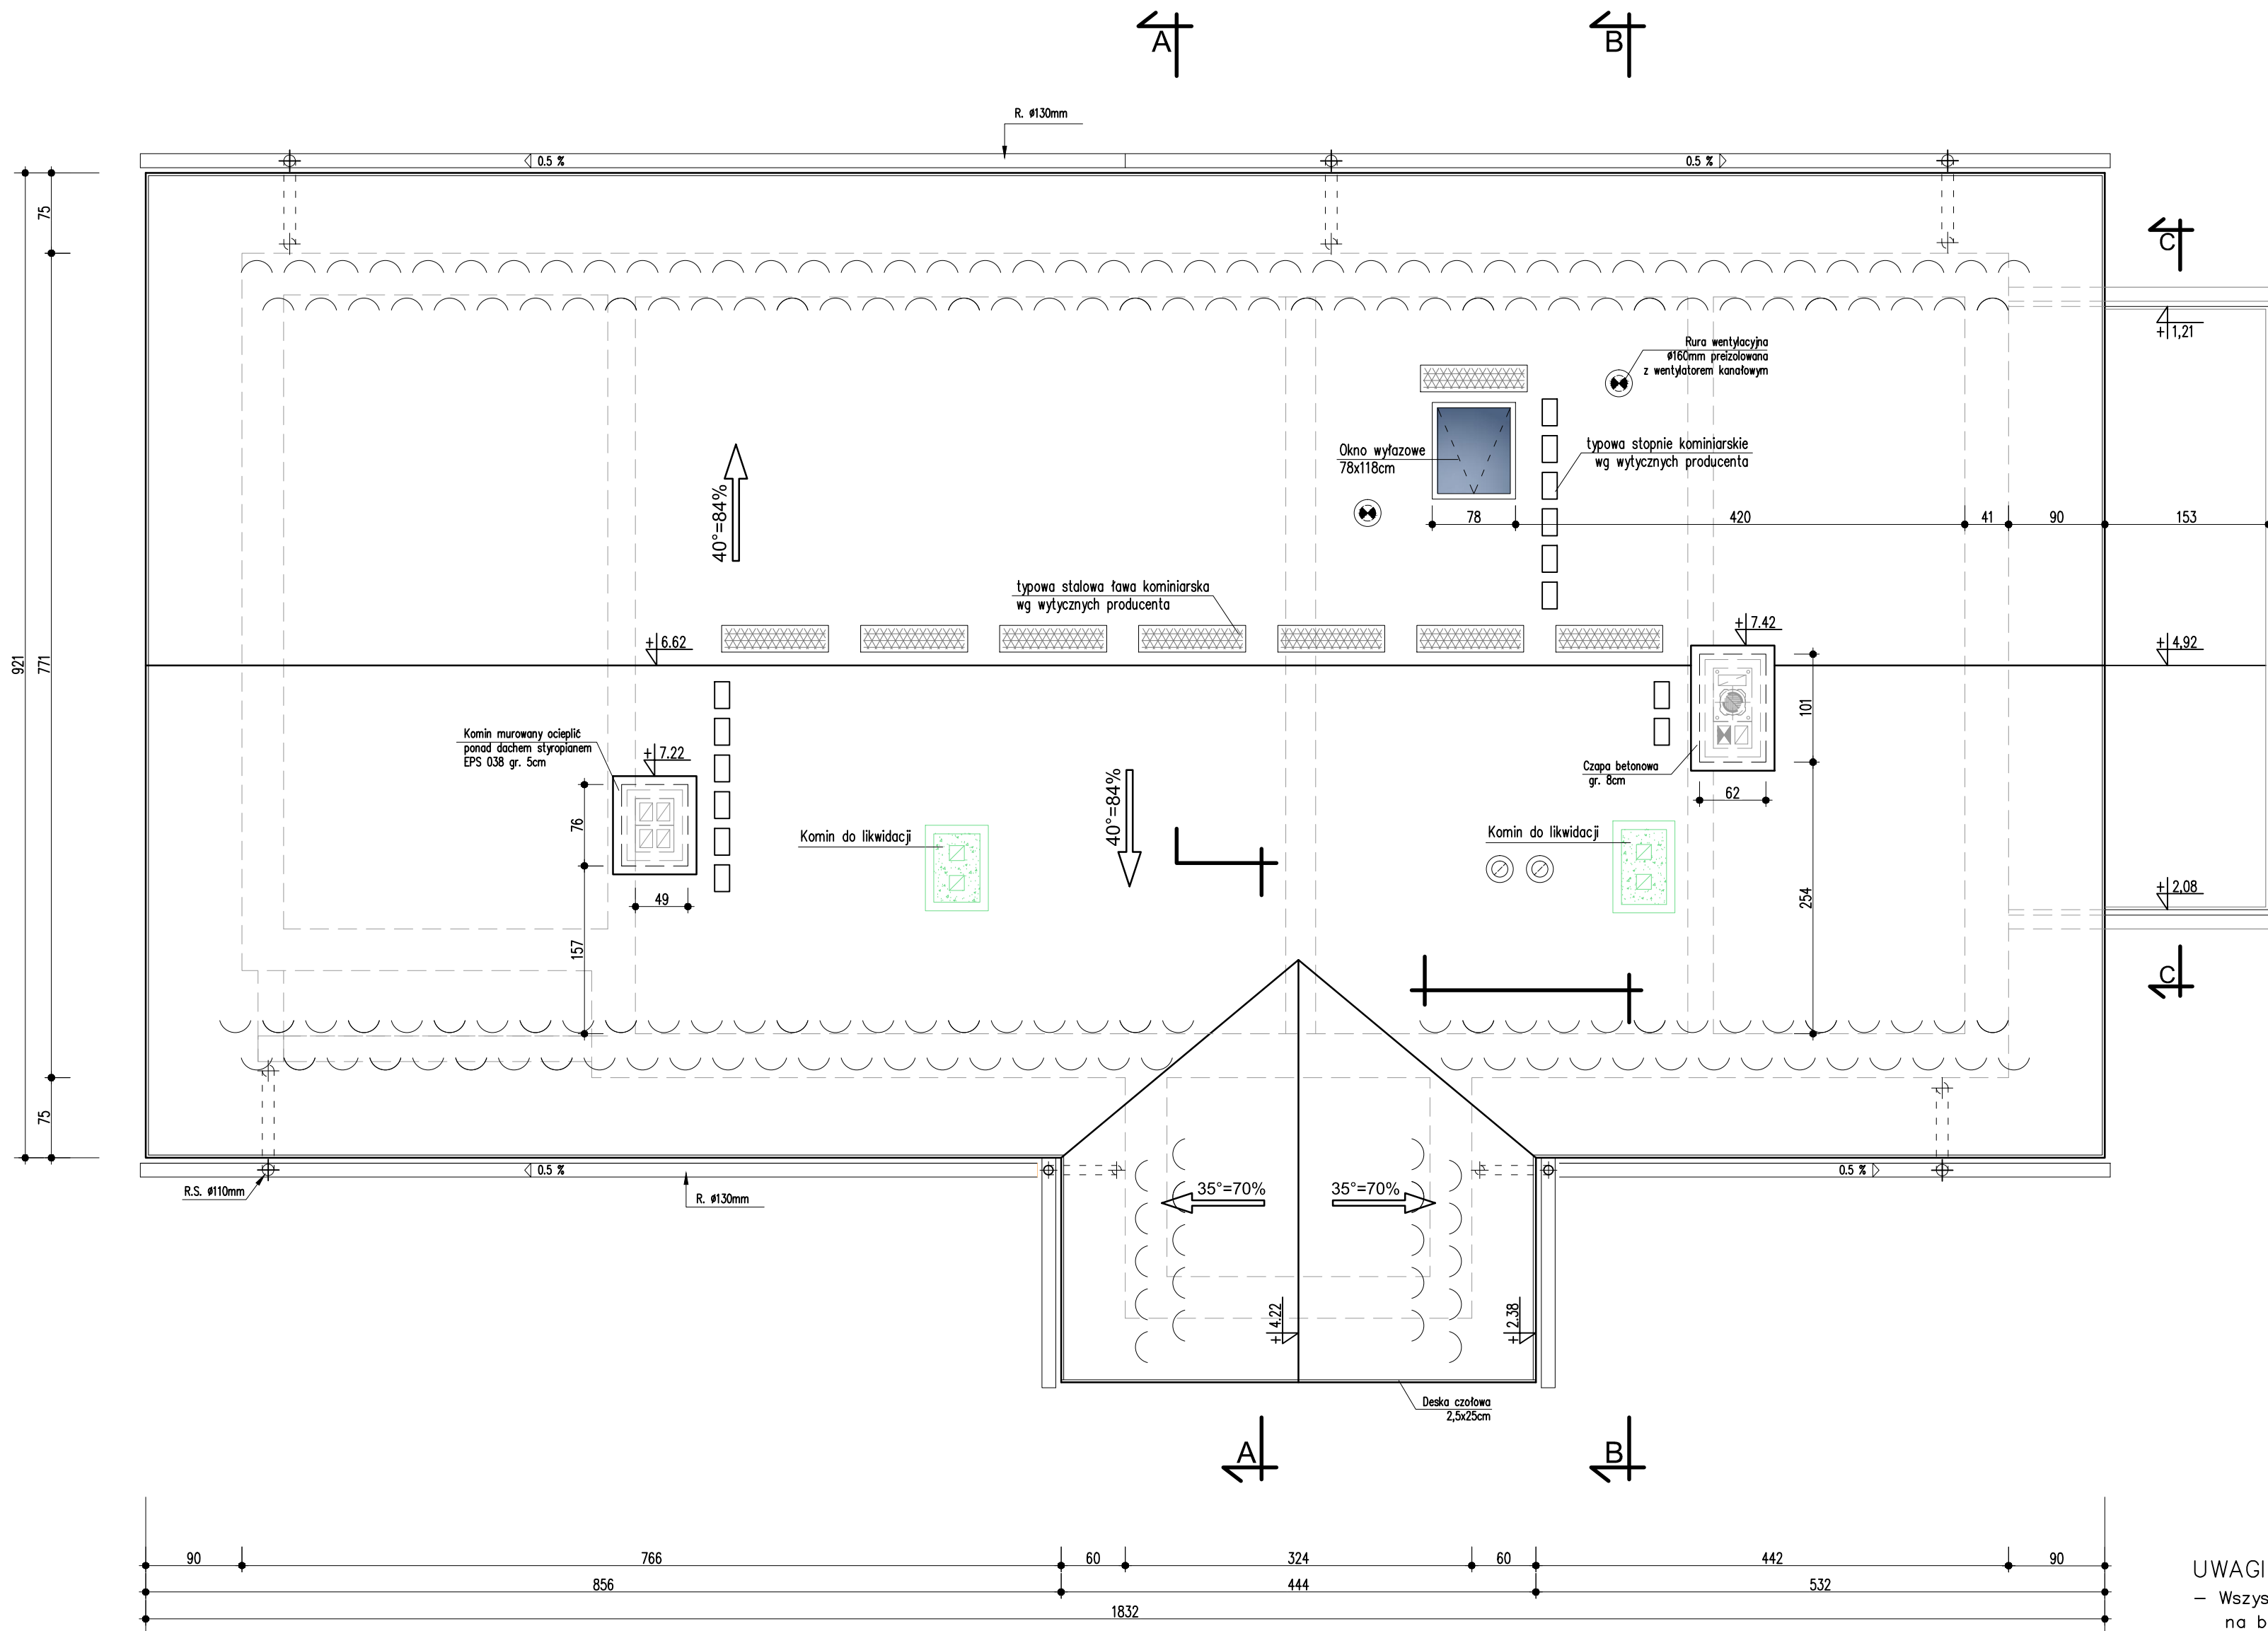 A
B
R. ø130mm
0.5 %
0.5 %
75
C
+ 1,21
Rura wentylacyjna
ø160mm preizolowana
z wentylatorem kanałowym
Okno wyłazowe
78x118cm
typowa stopnie kominiarskie
wg wytycznych producenta
40°=84%
78
420
41
90
153
typowa stalowa ława kominiarska
wg wytycznych producenta
+ 6.62
+ 7.42
+ 4,92
921
771
101
Komin murowany ocieplić
ponad dachem styropianem
EPS 038 gr. 5cm
+ 7.22
Czapa betonowa
gr. 8cm
62
76
40°=84%
Komin do likwidacji
Komin do likwidacji
49
254
+ 2,08
157
C
75
0.5 %
0.5 %
R.S. ø110mm
R. ø130mm
35°=70%
35°=70%
+ 4.22
+ 2.38
Deska czołowa
2,5x25cm
A
B
90
766
60
324
60
442
90
856
444
532
1832
UWAGI
– Wszys
na b